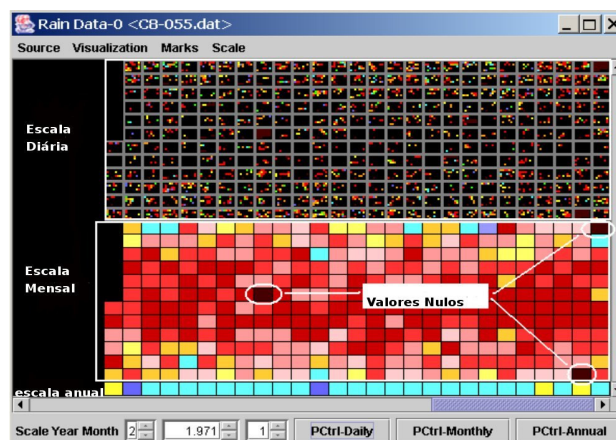 Rain Data-0 <CB-055.dat>
Source Visualization Marks Scale
Escala
Diária
Escala
Mensal
Valores Nulos
escala anual
Scale Year Month 2 1.971 1 PCtrl-Daily PCtrl-Monthly PCtrl-Annual